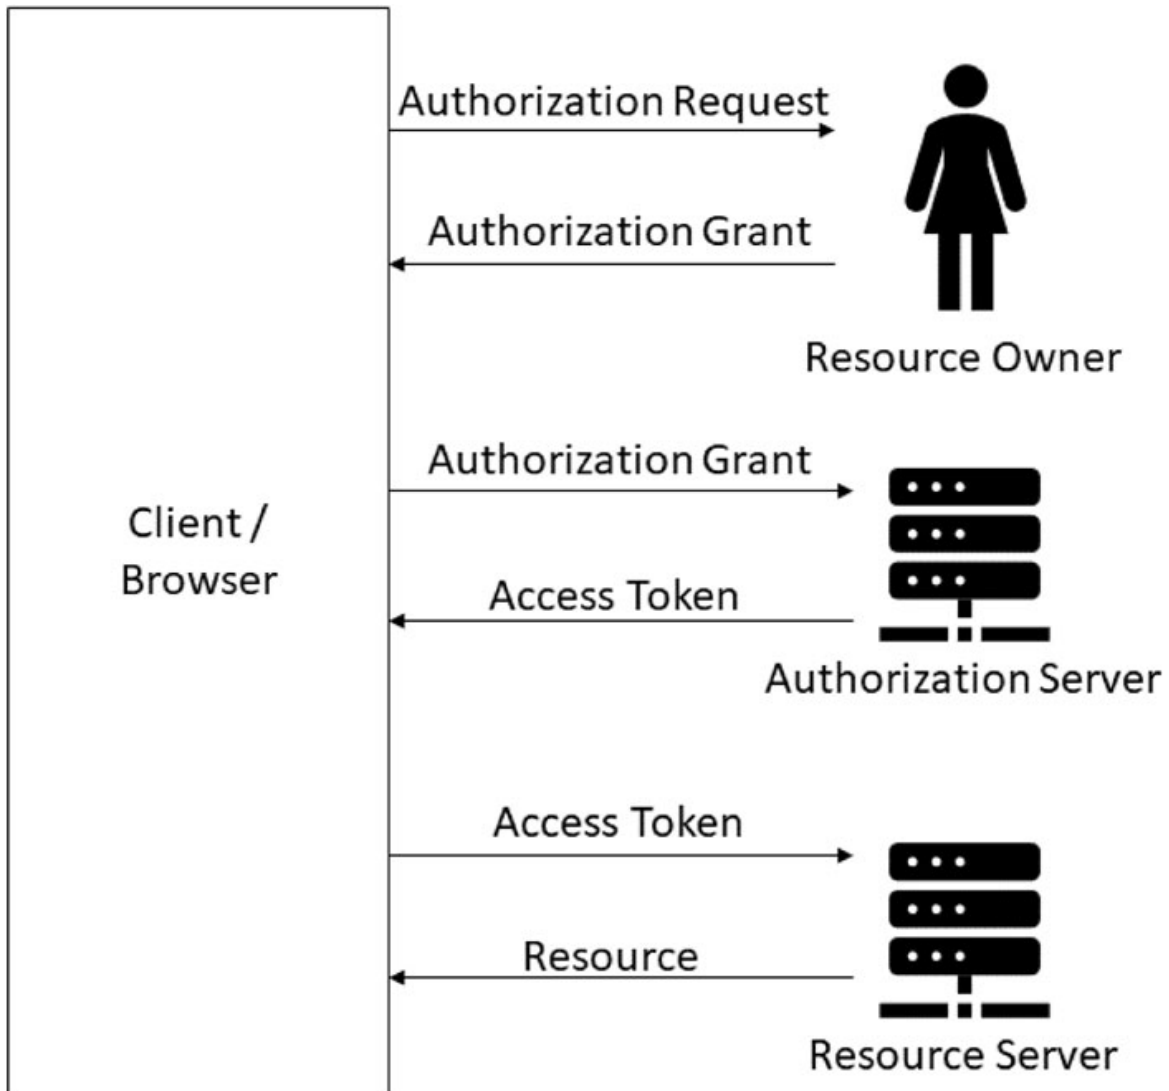 Authorization Request
Authorization Grant
Resource Owner
Authorization Grant
Client /
Browser
Access Token
Authorization Server
Access Token
Resource
Resource Server